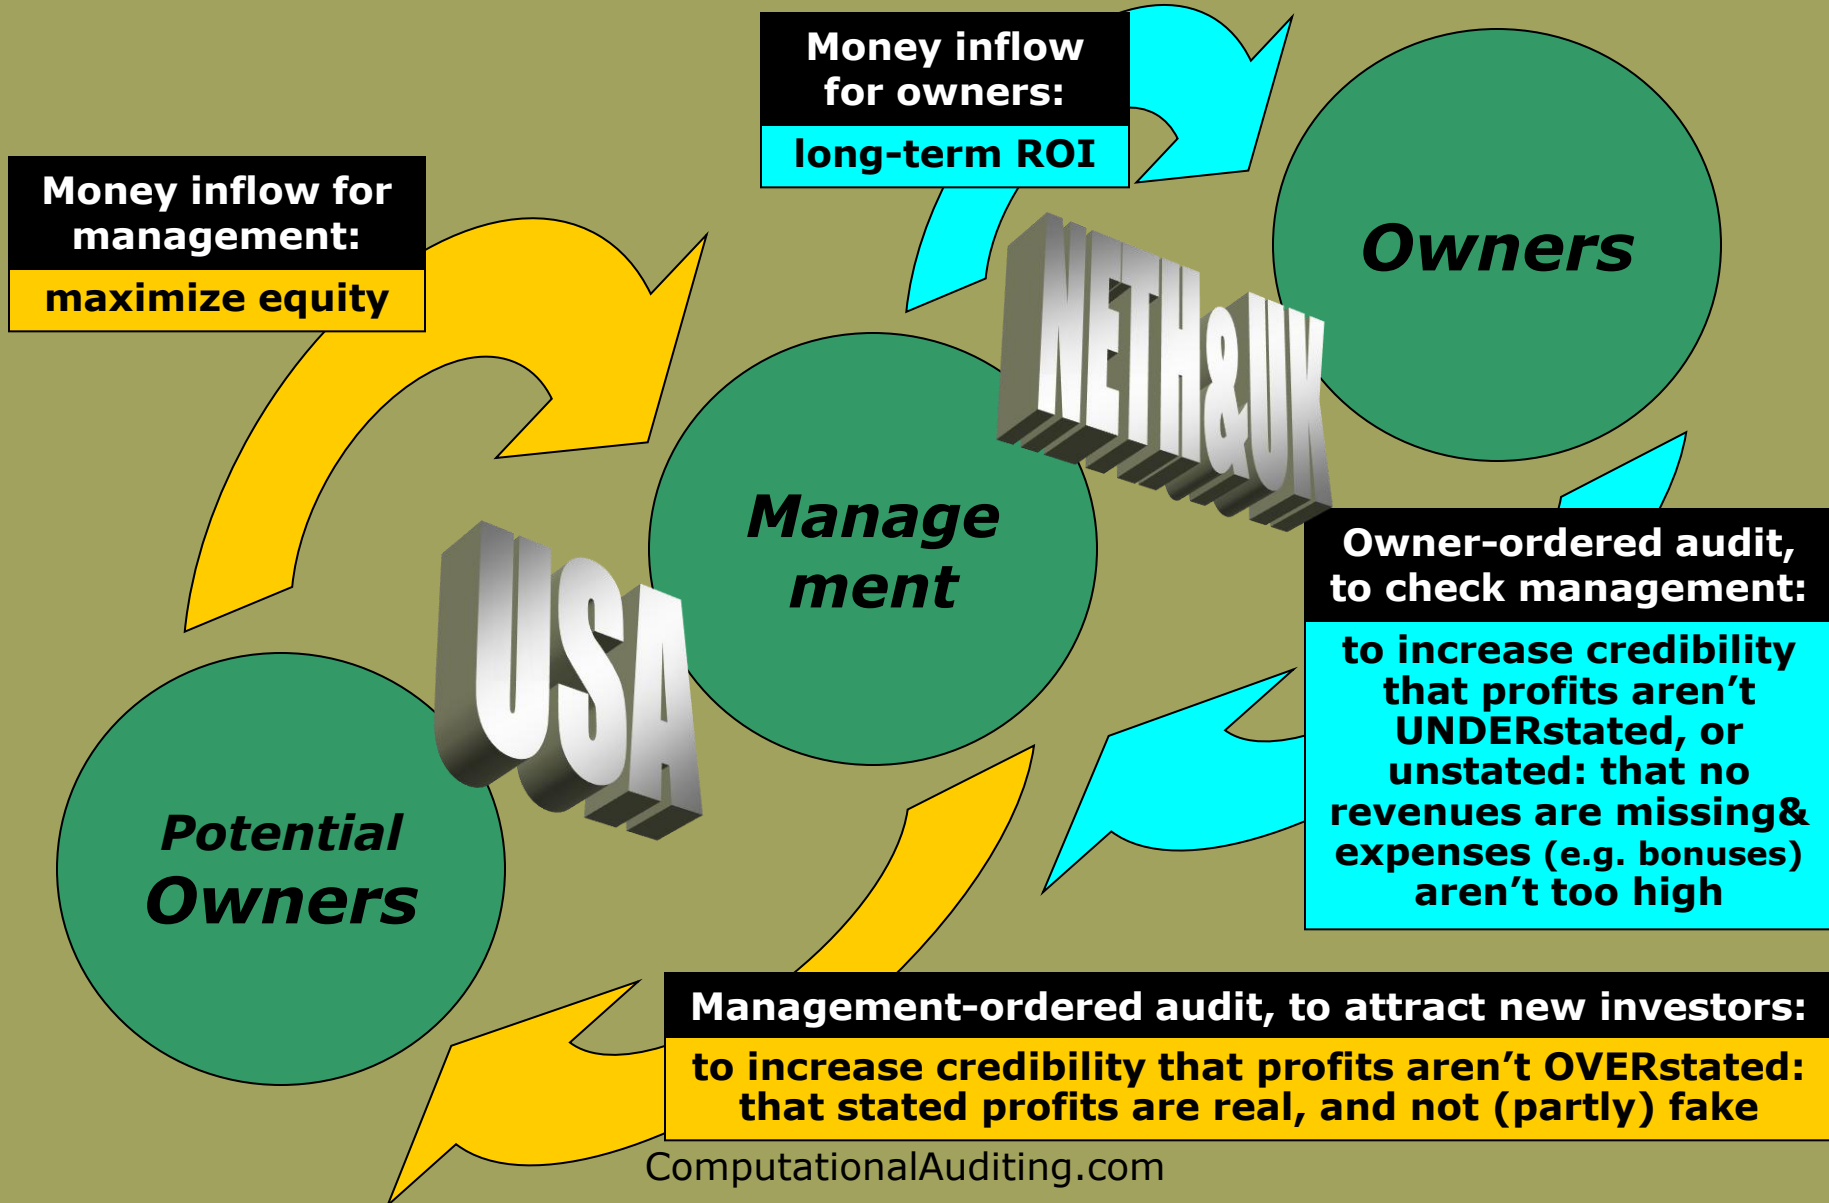 Money inflow
for owners:
long-term ROI
Money inflow for
management:
maximize equity
Owners
NETH&UK
Manage
ment
USA
Potential
Owners
Owner-ordered audit,
to check management:
to increase credibility
that profits aren’t
UNDERstated, or
unstated: that no
revenues are missing&
expenses (e.g. bonuses)
aren’t too high
Management-ordered audit, to attract new investors:
to increase credibility that profits aren’t OVERstated:
that stated profits are real, and not (partly) fake
ComputationalAuditing.com